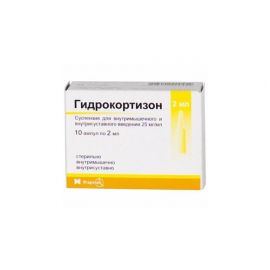 Гидрокортизон
2 мл
Суспензия для внутримышечного и
внутрисуставного введения 25 мг/мл
10 ампул по 2 мл
стерильно
внутримышечно
внутрисуставно